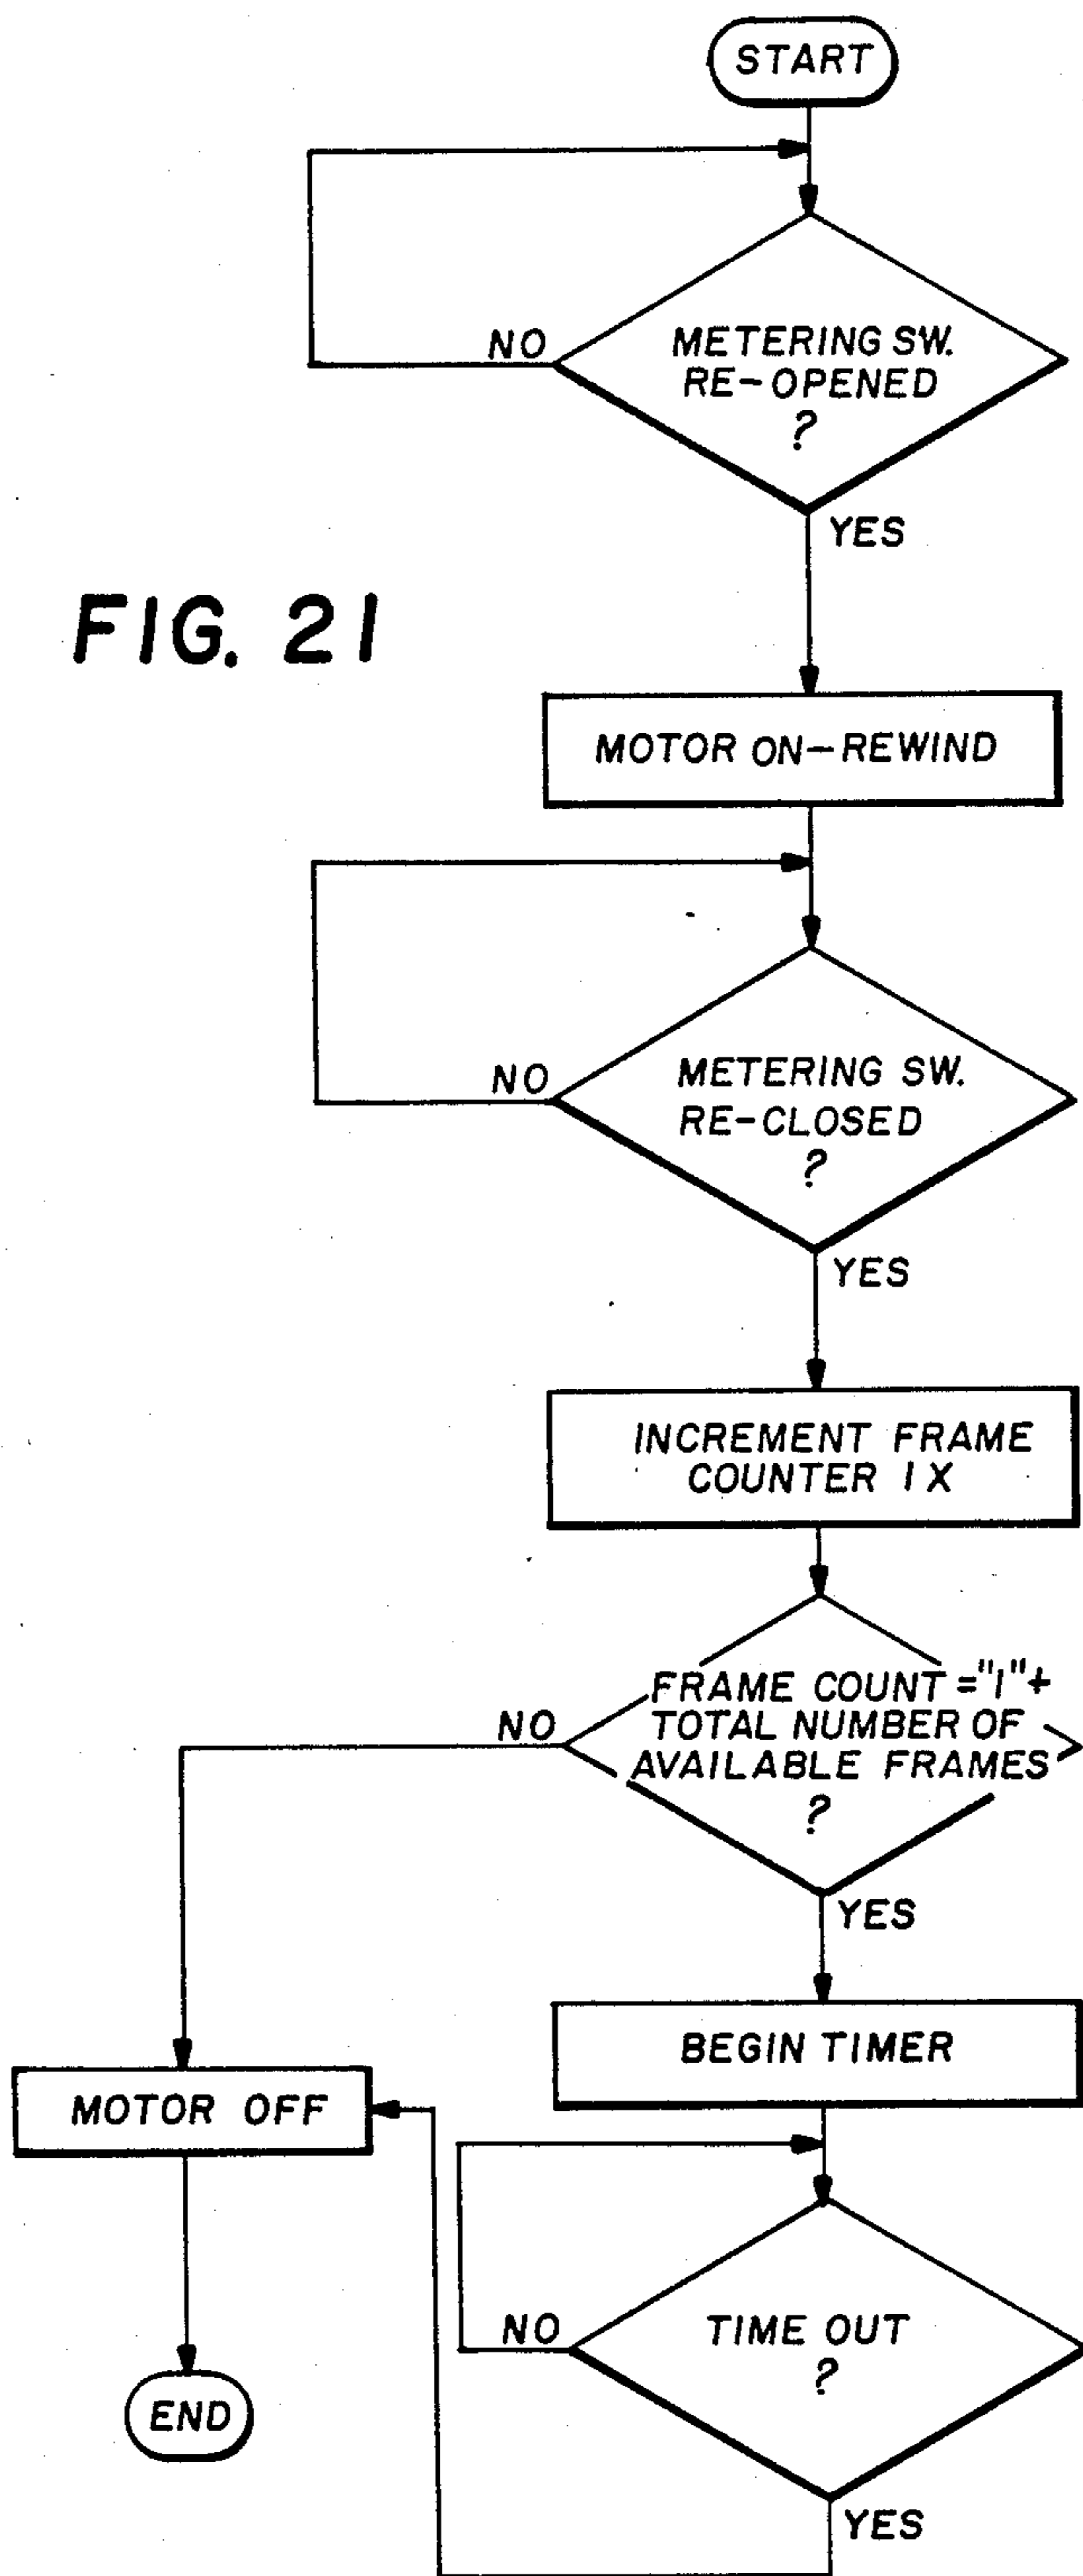 START
NO
METERING SW.
RE-OPENED
?
YES
FIG. 21
MOTOR ON-REWIND
NO
METERING SW.
RE-CLOSED
?
YES
INCREMENT FRAME
COUNTER 1X
NO
FRAME COUNT ="1"+
TOTAL NUMBER OF
AVAILABLE FRAMES
?
YES
BEGIN TIMER
MOTOR OFF
NO
TIME OUT
?
END
YES